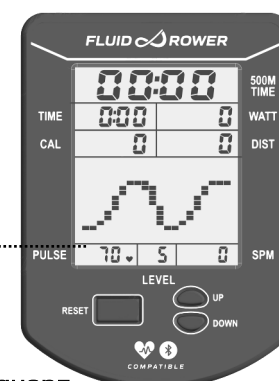 FLUID ROWER
00:00 500M
TIME
TIME 0:00 0 WATT
CAL 0 0 DIST
PULSE 70 5 0 SPM
LEVEL
RESET UP
DOWN
COMPATIBLE